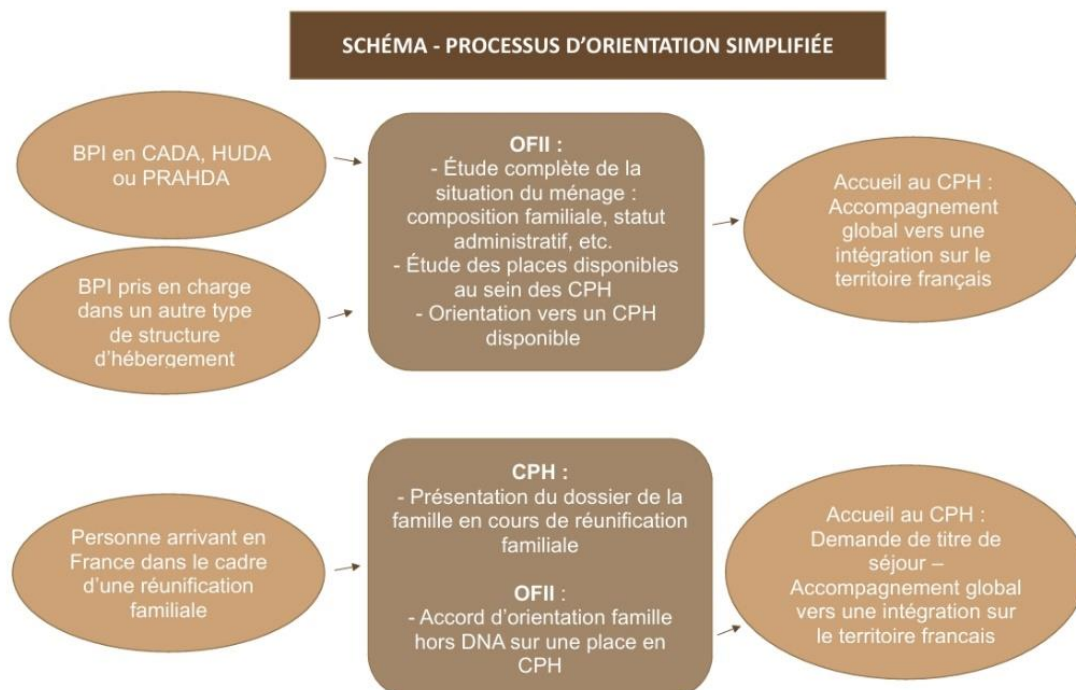 SCHÉMA - PROCESSUS D'ORIENTATION SIMPLIFIÉE
BPI en CADA, HUDA
ou PRAHDA
BPI pris en charge
dans un autre type
de structure
d'hébergement
OFII :
- Étude complète de la
situation du ménage :
composition familiale, statut
administratif, etc.
- Étude des places disponibles
au sein des CPH
- Orientation vers un CPH
disponible
Accueil au CPH :
Accompagnement
global vers une
intégration sur le
territoire français
Personne arrivant en
France dans le cadre
d'une réunification
familiale
CPH :
- Présentation du dossier de la
famille en cours de réunification
familiale
OFII :
- Accord d'orientation famille
hors DNA sur une place en
CPH
Accueil au CPH :
Demande de titre de
séjour –
Accompagnement global
vers une intégration sur
le territoire francais